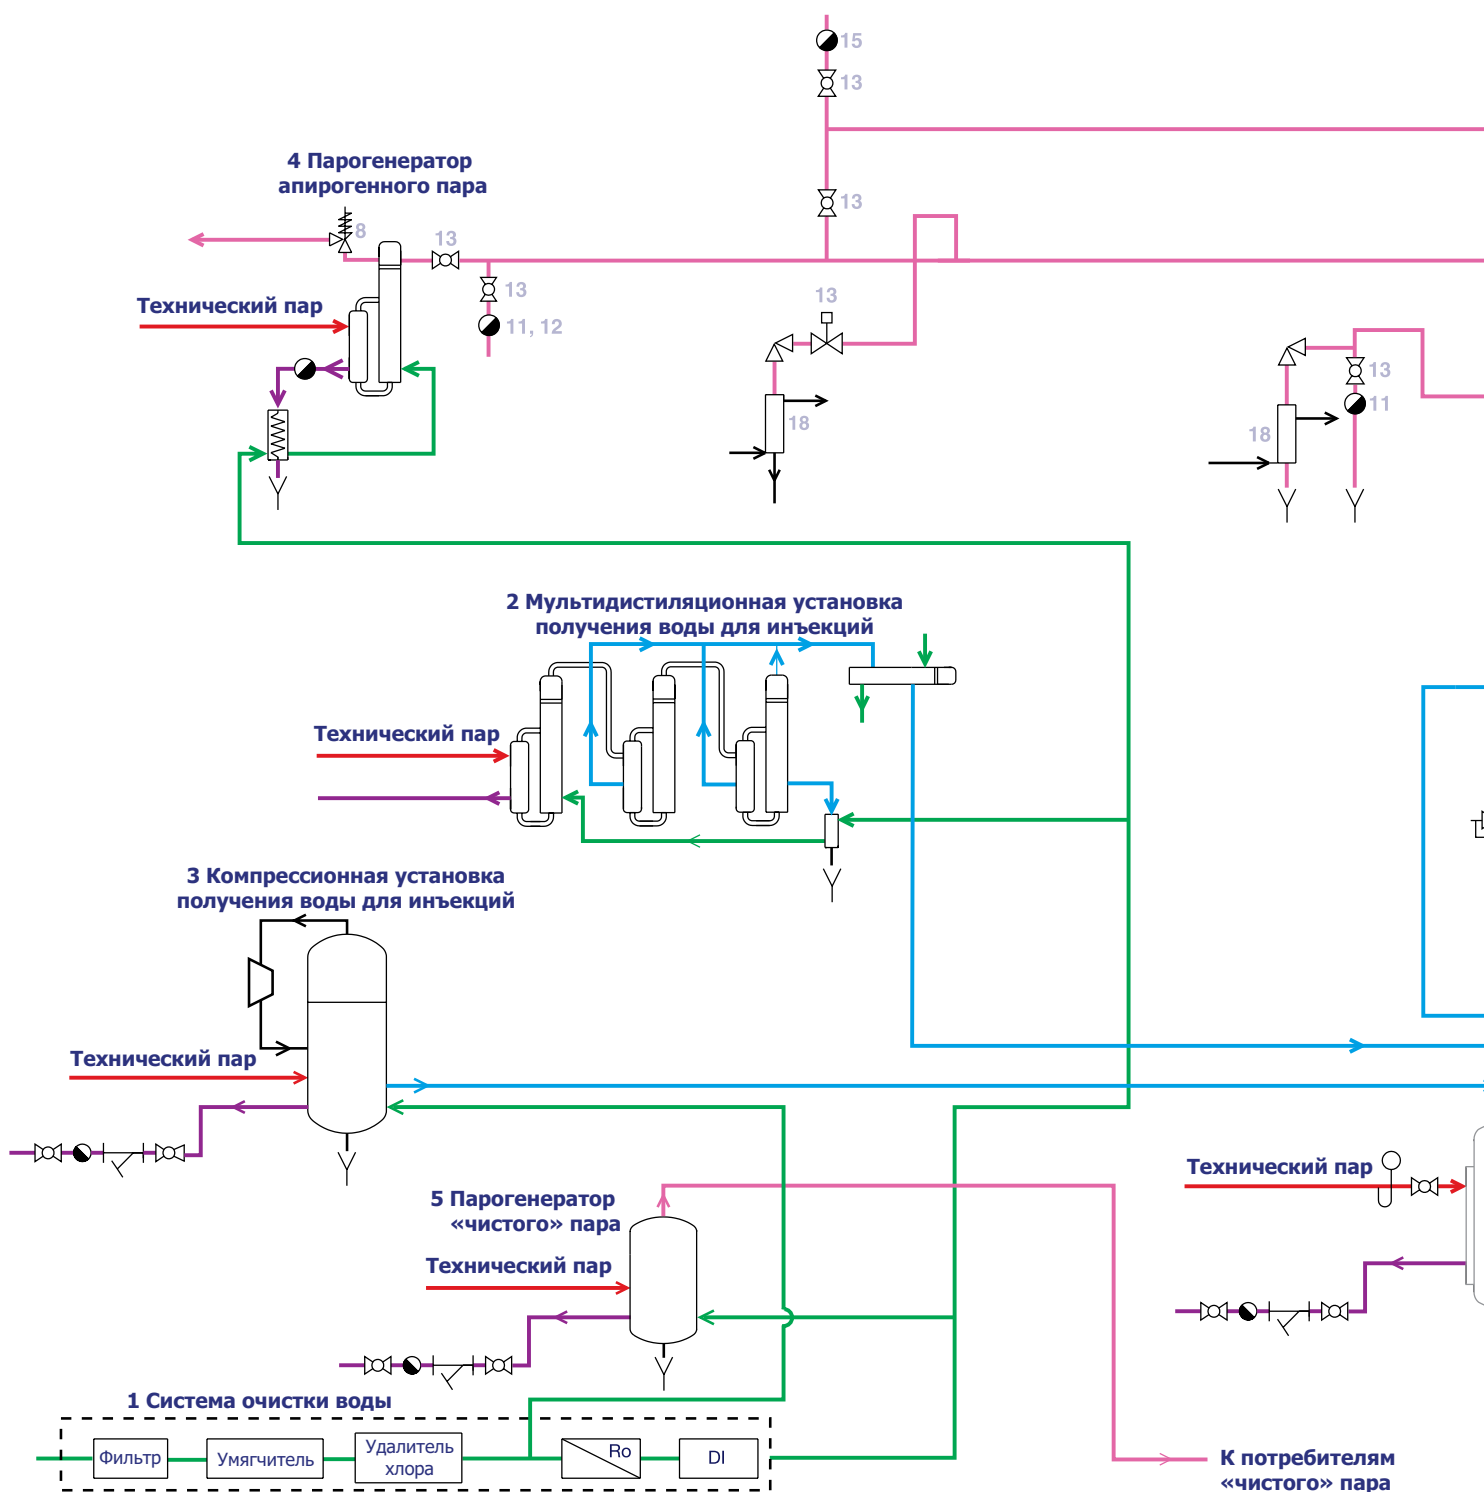 15
13
4 Парогенератор
апирогенного пара
13
8
13
13
11, 12
Технический пар
13
13
11
18
18
2 Мультидистиляционная установка
получения воды для инъекций
Технический пар
3 Компрессионная установка
получения воды для инъекций
Технический пар
Технический пар
5 Парогенератор
«чистого» пара
Технический пар
1 Система очистки воды
Фильтр
Умягчитель
Удалитель
хлора
Ro
DI
К потребителям
«чистого» пара